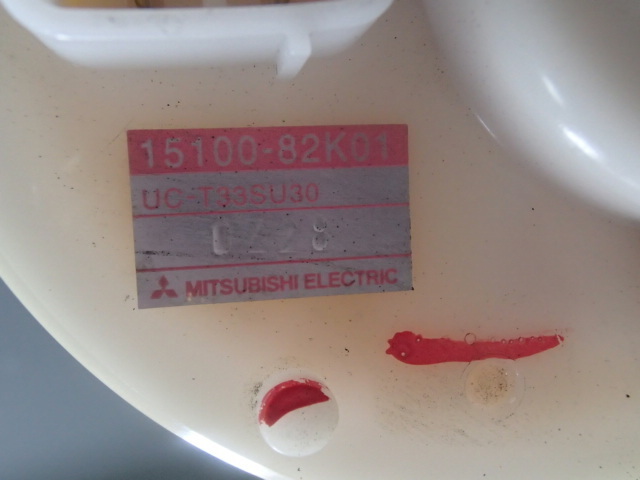 15100-82K01
UC-T33SU30
MITSUBISHI ELECTRIC